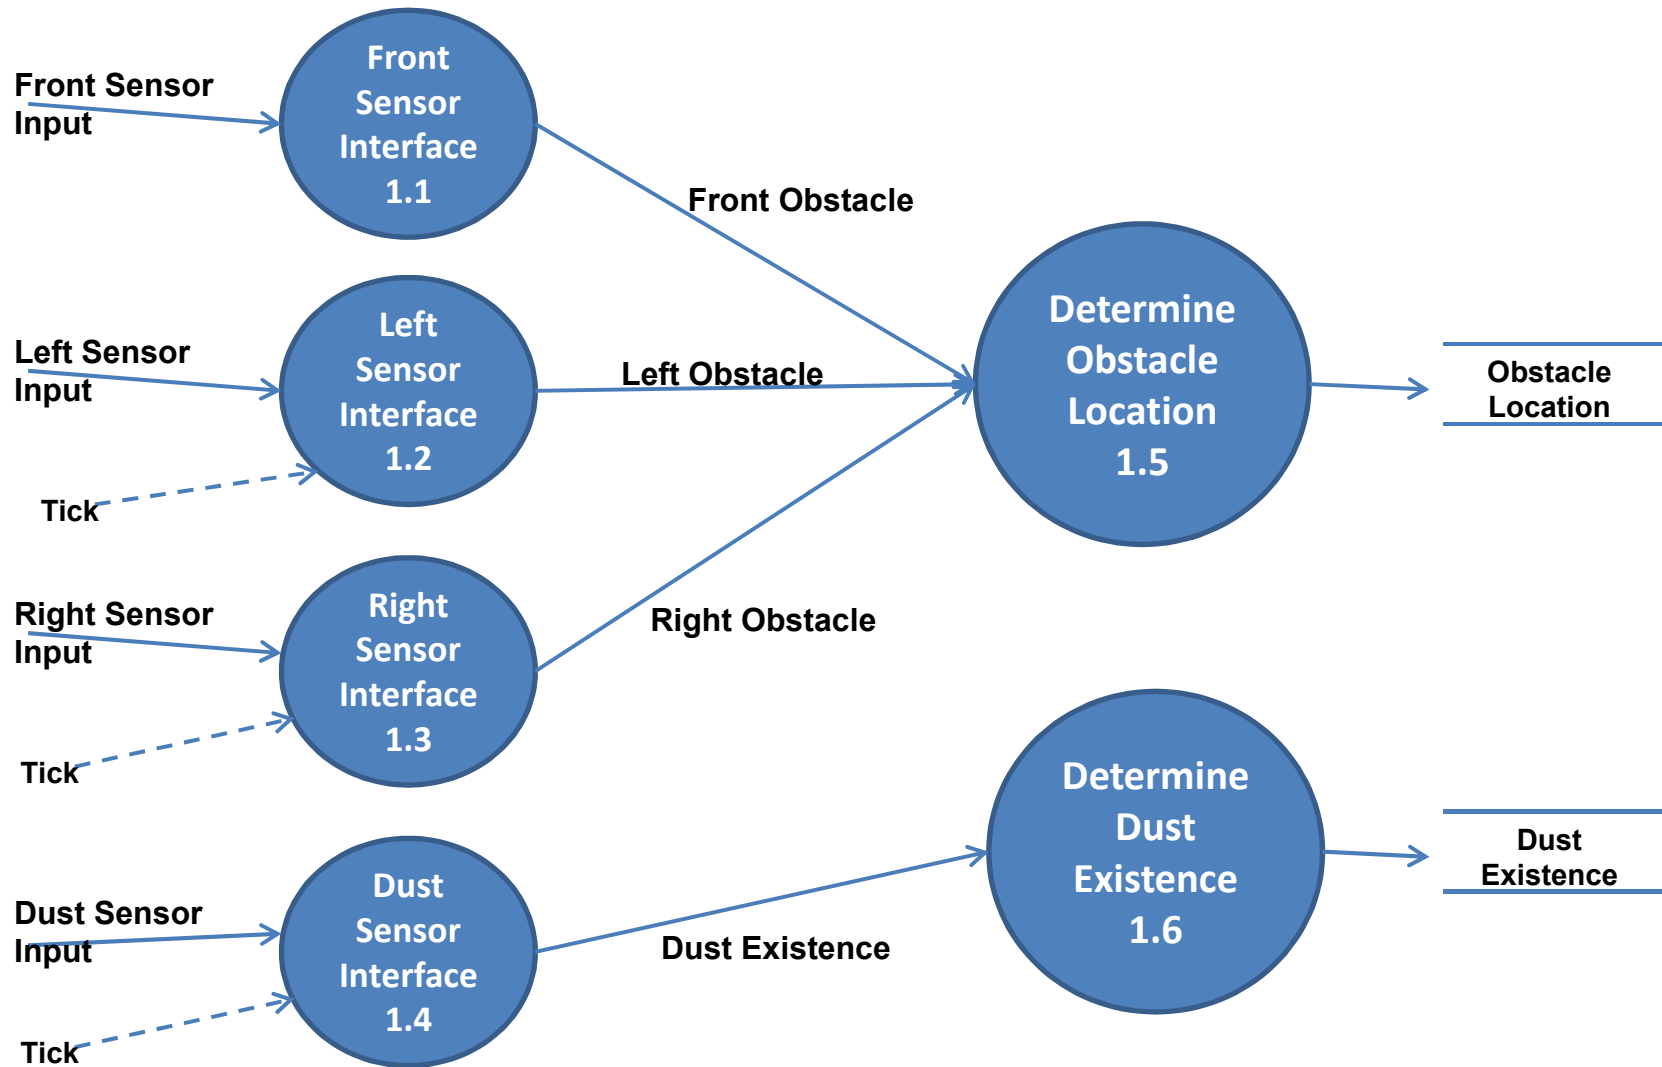 Front Sensor
Input
Front
Sensor
Interface
1.1
Front Obstacle
Left Sensor
Input
Left
Sensor
Interface
1.2
Tick
Left Obstacle
Determine
Obstacle
Location
1.5
Obstacle
Location
Right Sensor
Input
Right
Sensor
Interface
1.3
Tick
Right Obstacle
Dust Sensor
Input
Dust
Sensor
Interface
1.4
Tick
Dust Existence
Determine
Dust
Existence
1.6
Dust
Existence